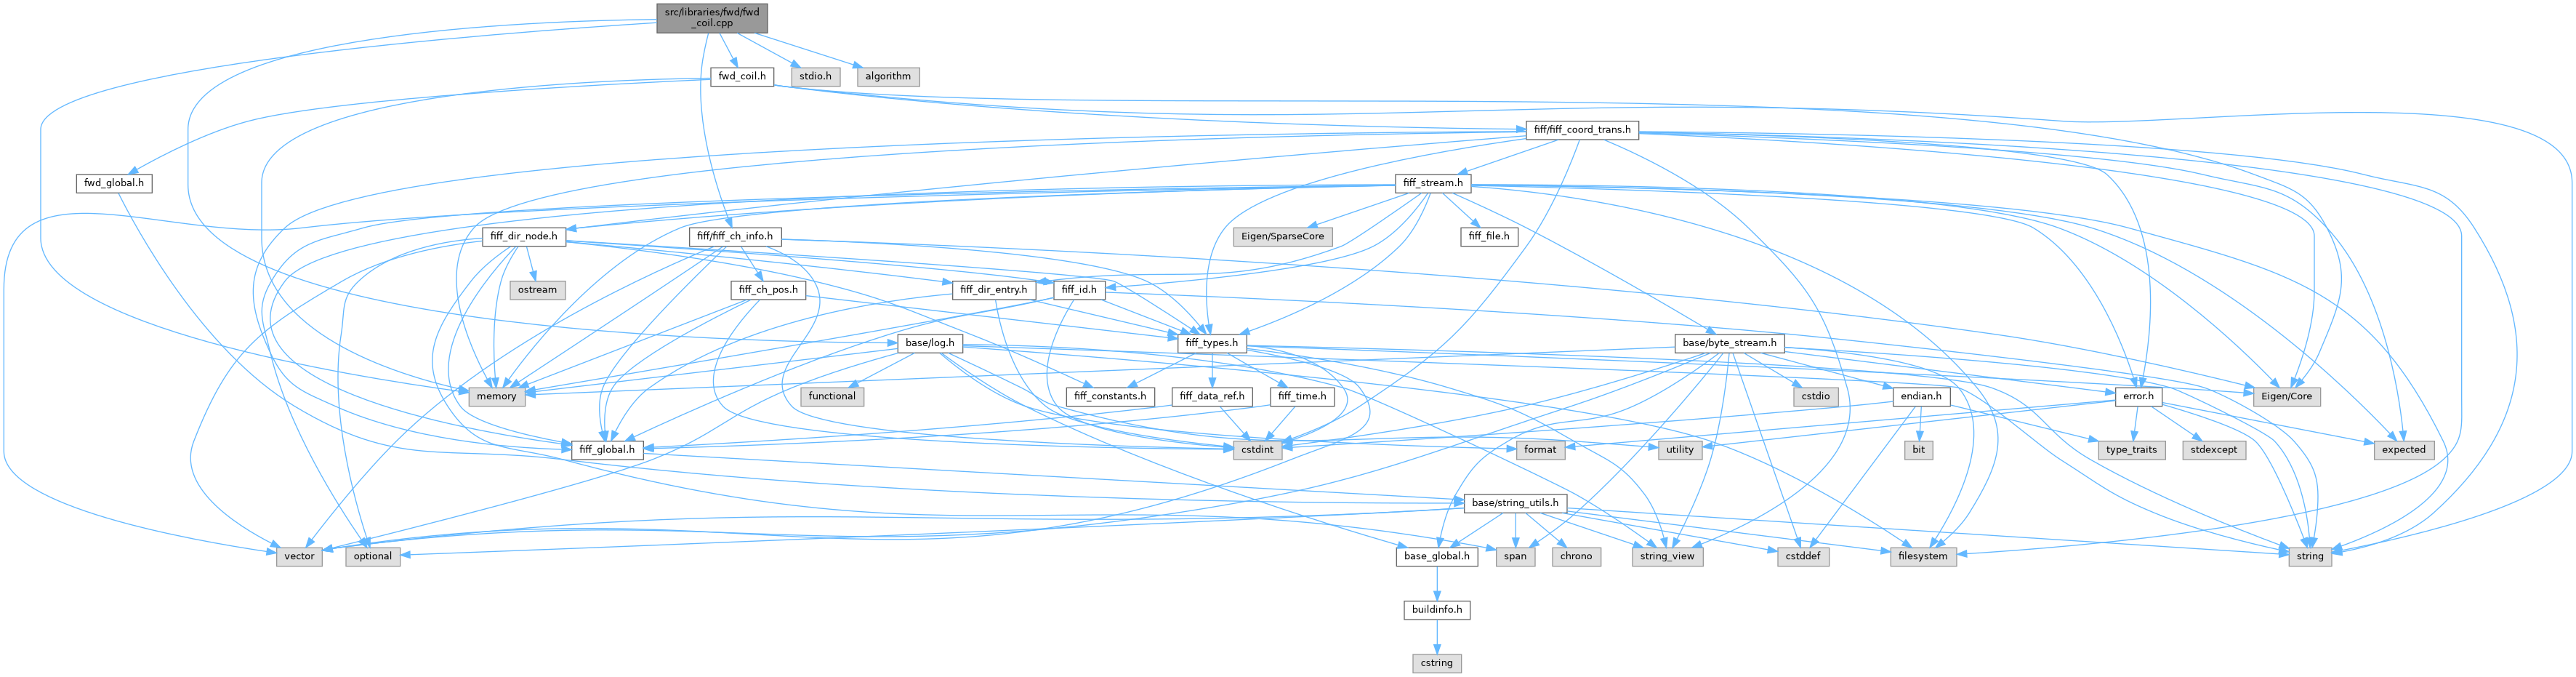 src/libraries/fwd/fwd
_coil.cpp
fwd_coil.h
stdio.h
algorithm
fiff/fiff_coord_trans.h
fwd_global.h
fiff_stream.h
fiff_dir_node.h
fiff/fiff_ch_info.h
Eigen/SparseCore
fiff_file.h
ostream
fiff_ch_pos.h
fiff_dir_entry.h
fiff_id.h
base/log.h
fiff_types.h
base/byte_stream.h
memory
functional
fiff_constants.h
fiff_data_ref.h
fiff_time.h
cstdio
endian.h
error.h
Eigen/Core
fiff_global.h
cstdint
format
utility
bit
type_traits
stdexcept
expected
base/string_utils.h
vector
optional
base_global.h
span
chrono
string_view
cstddef
filesystem
string
buildinfo.h
cstring